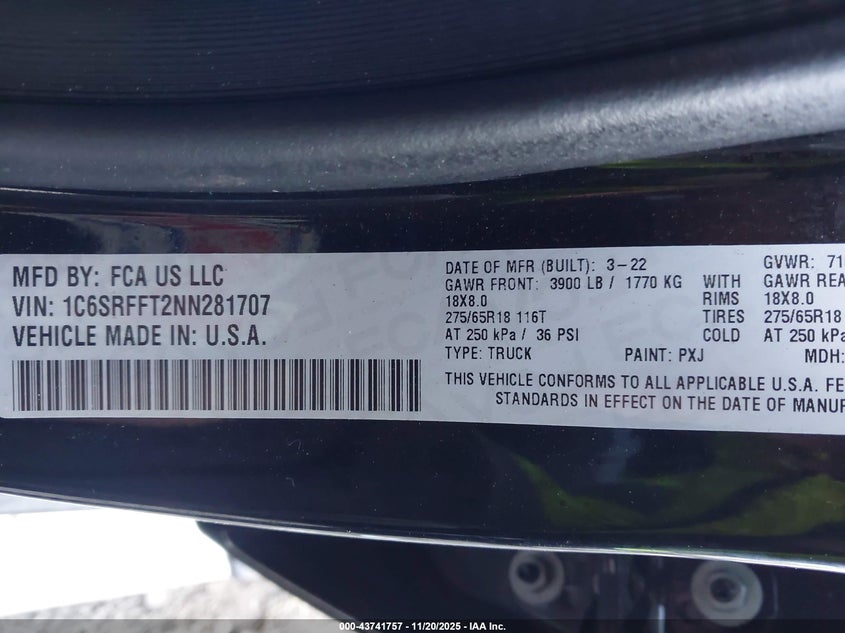 MFD BY: FCA US LLC
VIN: 1C6SRFFT2NN281707
VEHICLE MADE IN: U.S.A.
DATE OF MFR (BUILT): 3-22
GVWR: 71
GAWR FRONT: 3900 LB / 1770 KG WITH GAWR REA
18X8.0 RIMS 18X8.0
275/65R18 116T TIRES 275/65R18
AT 250 kPa / 36 PSI COLD AT 250 kPa
TYPE: TRUCK PAINT: PXJ MDH:
THIS VEHICLE CONFORMS TO ALL APPLICABLE U.S.A. FE
STANDARDS IN EFFECT ON THE DATE OF MANUF
000-43741757 - 11/20/2025 - IAA Inc.